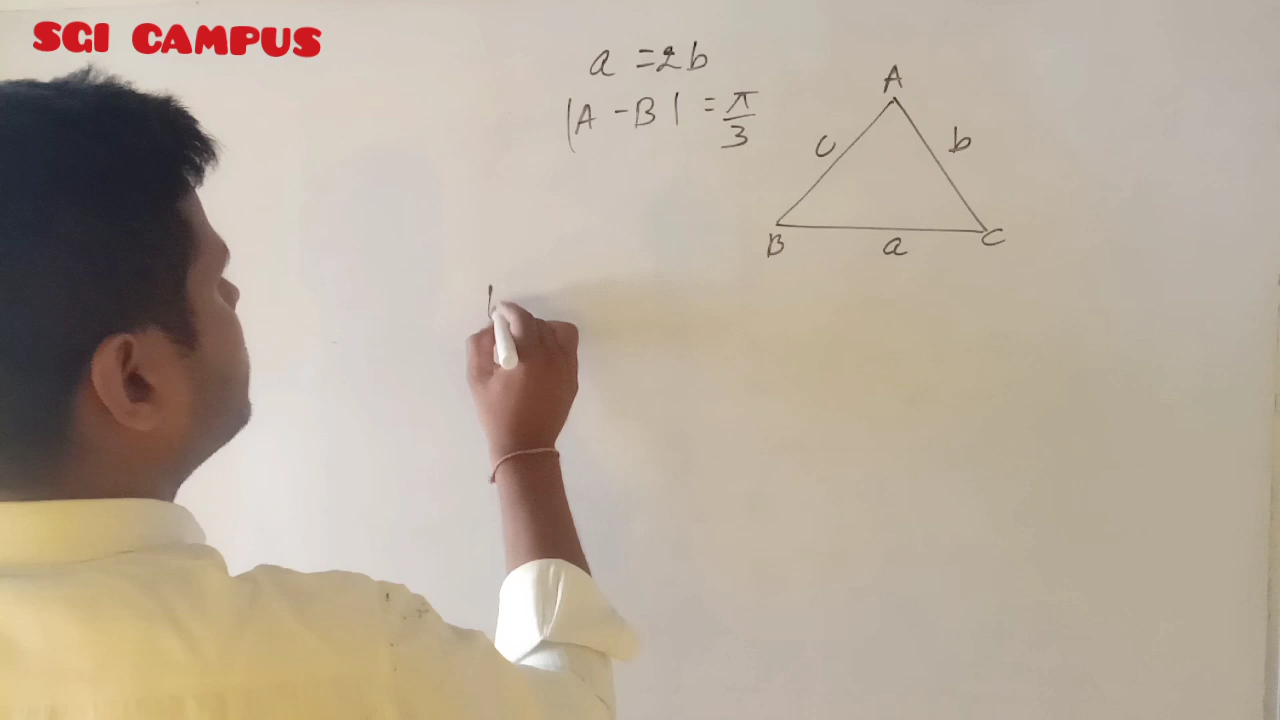 SGI CAMPUS
a = 2b
|A - B| = π/3
A
c
b
B
a
C